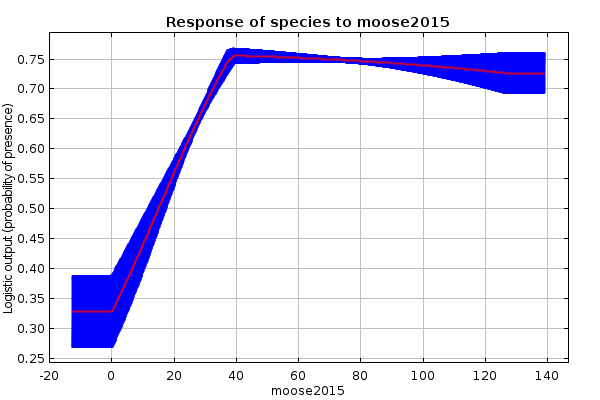 Response of species to moose2015
Logistic output (probability of presence)
0.75
0.70
0.65
0.60
0.55
0.50
0.45
0.40
0.35
0.30
0.25
-20 0 20 40 60 80 100 120 140
moose2015